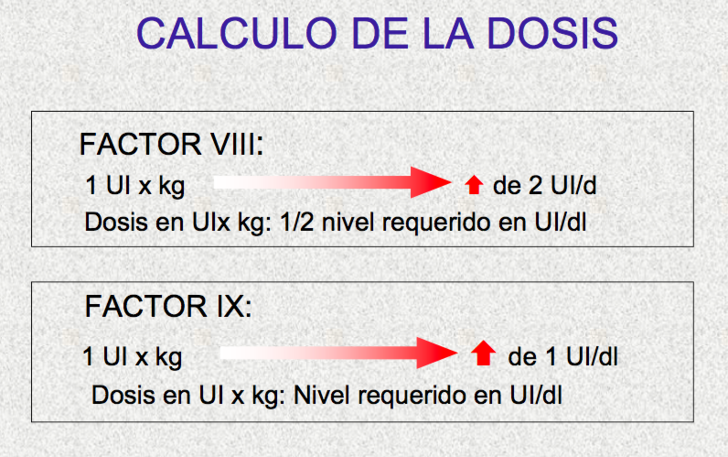 CALCULO DE LA DOSIS
FACTOR VIII:
1 UI x kg de 2 UI/d
Dosis en UIx kg: 1/2 nivel requerido en UI/dl
FACTOR IX:
1 UI x kg de 1 UI/dl
Dosis en UI x kg: Nivel requerido en UI/dl